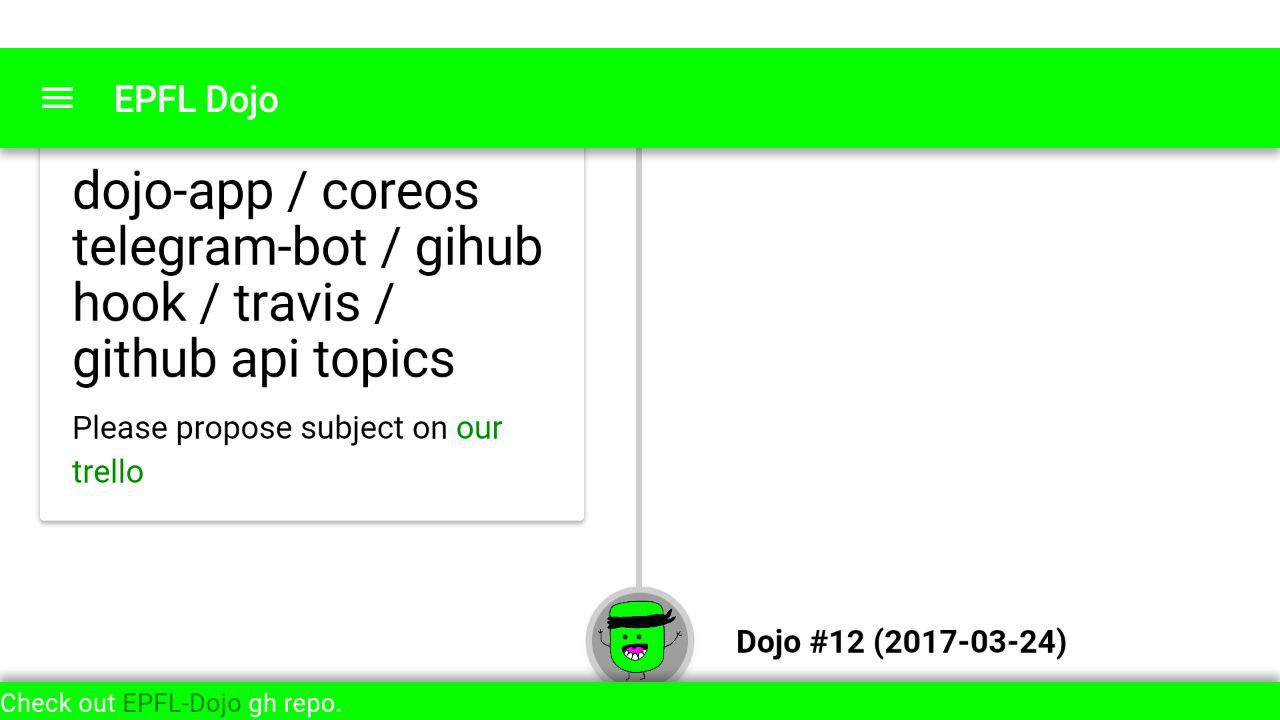 EPFL Dojo
dojo-app / coreos
telegram-bot / gihub
hook / travis /
github api topics
Please propose subject on our
trello
Dojo #12 (2017-03-24)
Check out EPFL-Dojo gh repo.